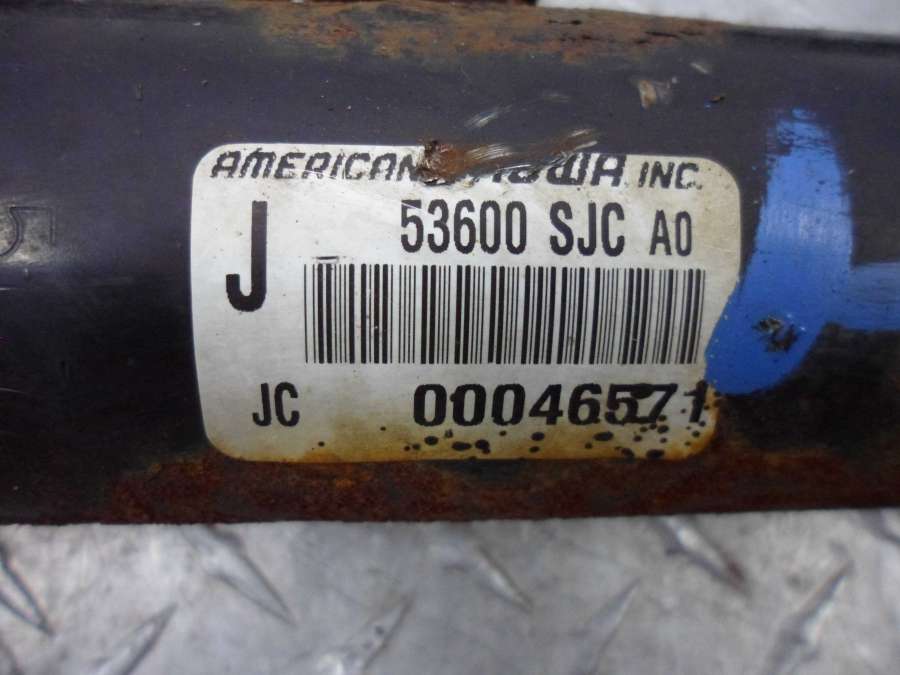 AMERICAN INC.
J 53600 SJC A0
JC 00046571